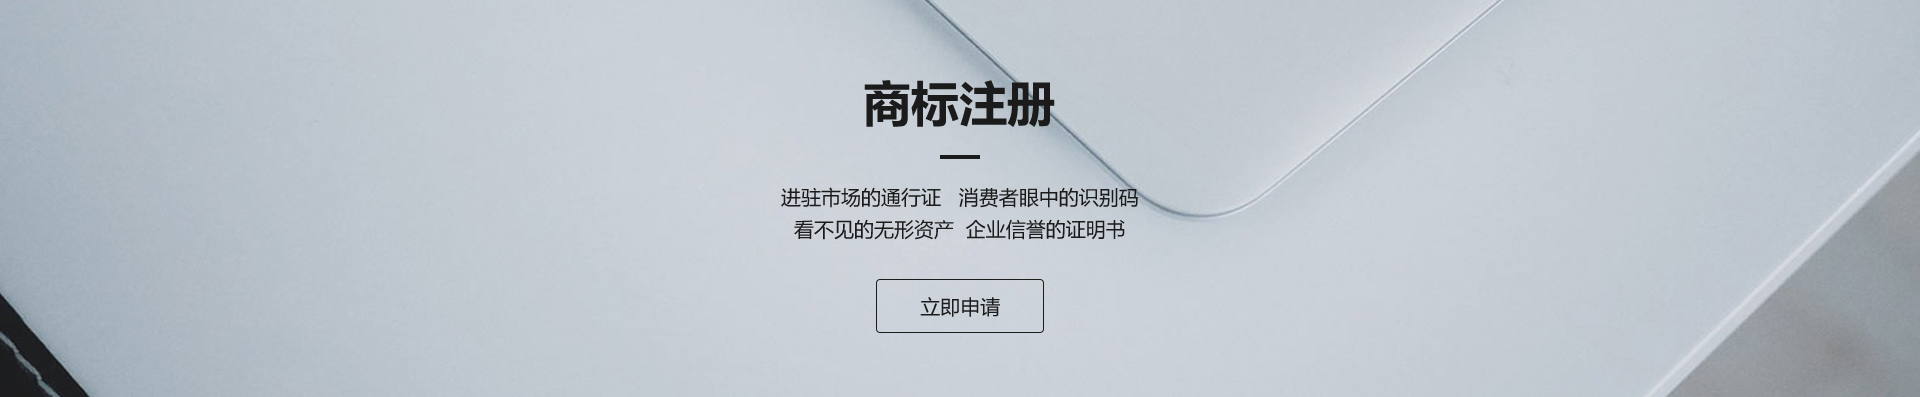 商标注册
进驻市场的通行证 消费者眼中的识别码
看不见的无形资产 企业信誉的证明书
立即申请